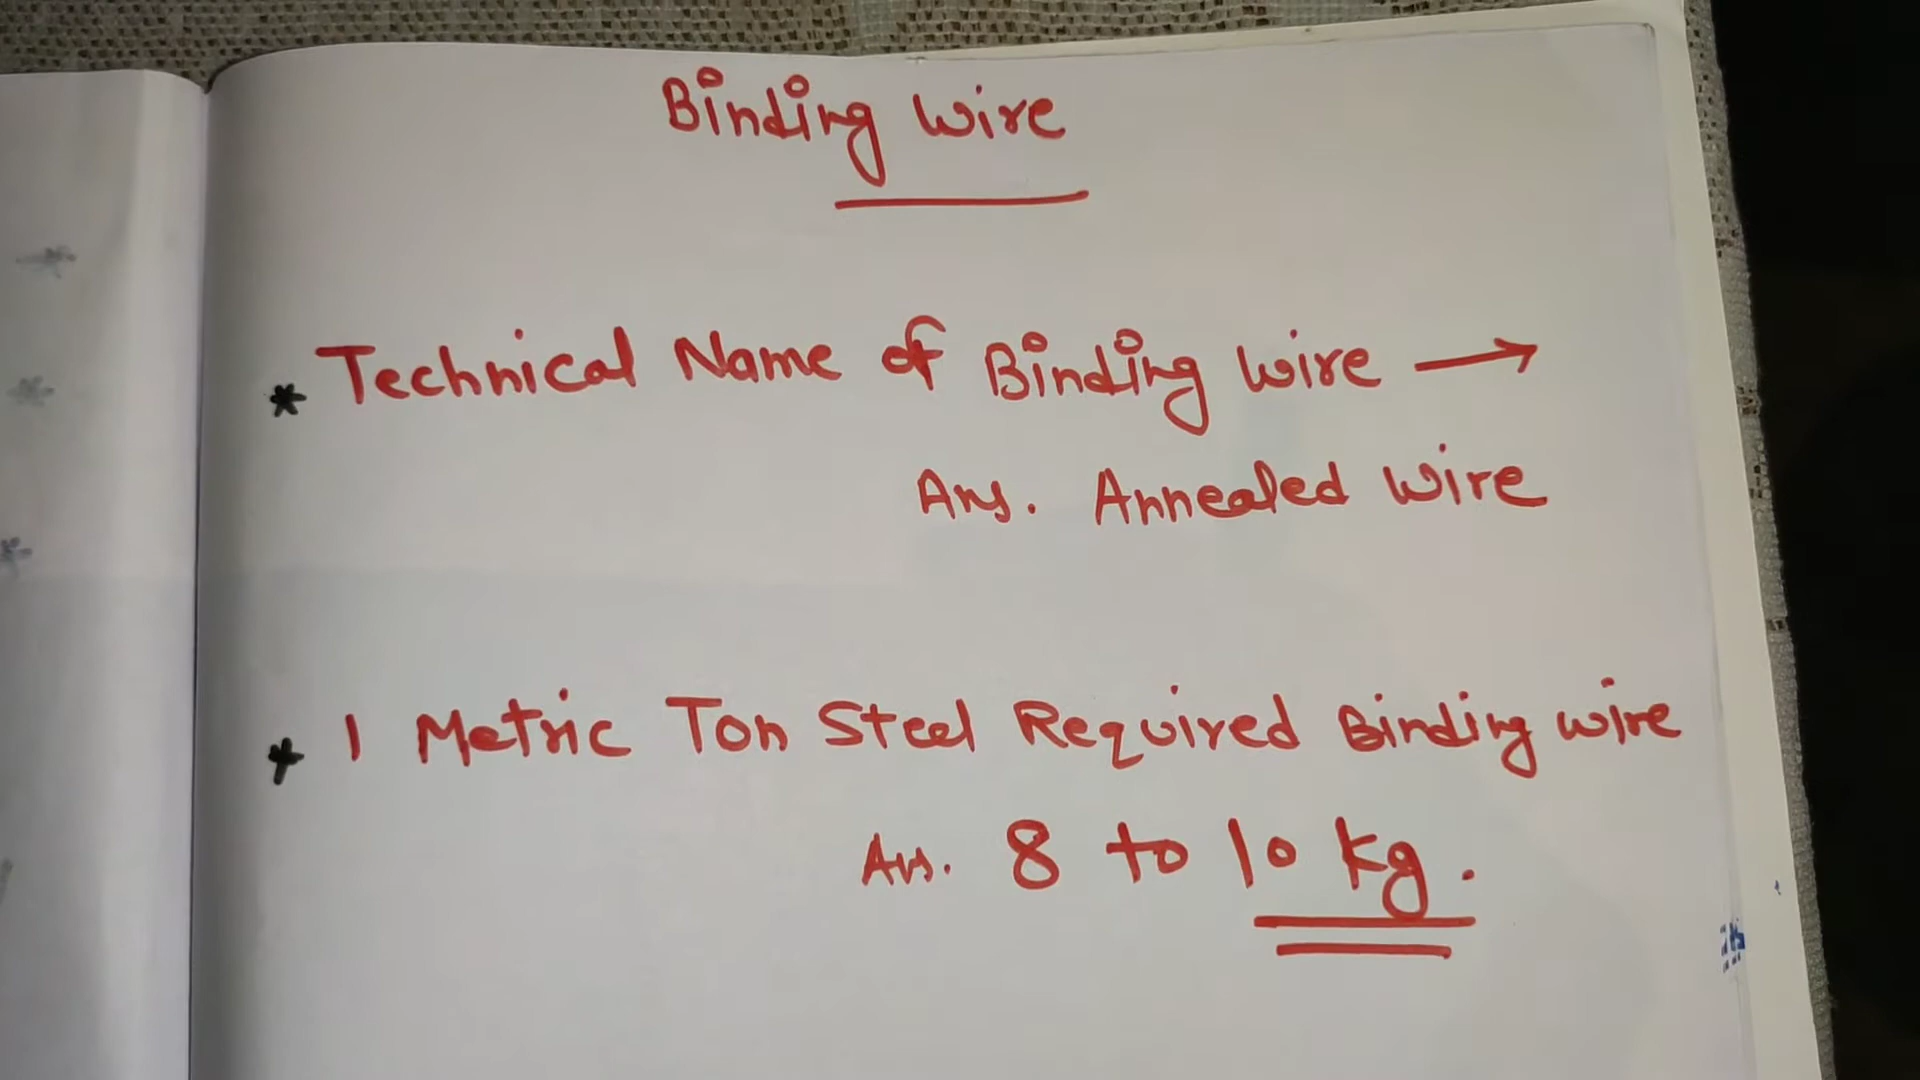 Binding Wire
* Technical Name of Binding Wire →
Ans. Annealed Wire
* 1 Metric Ton Steel Required Binding Wire
Ans. 8 to 10 kg.